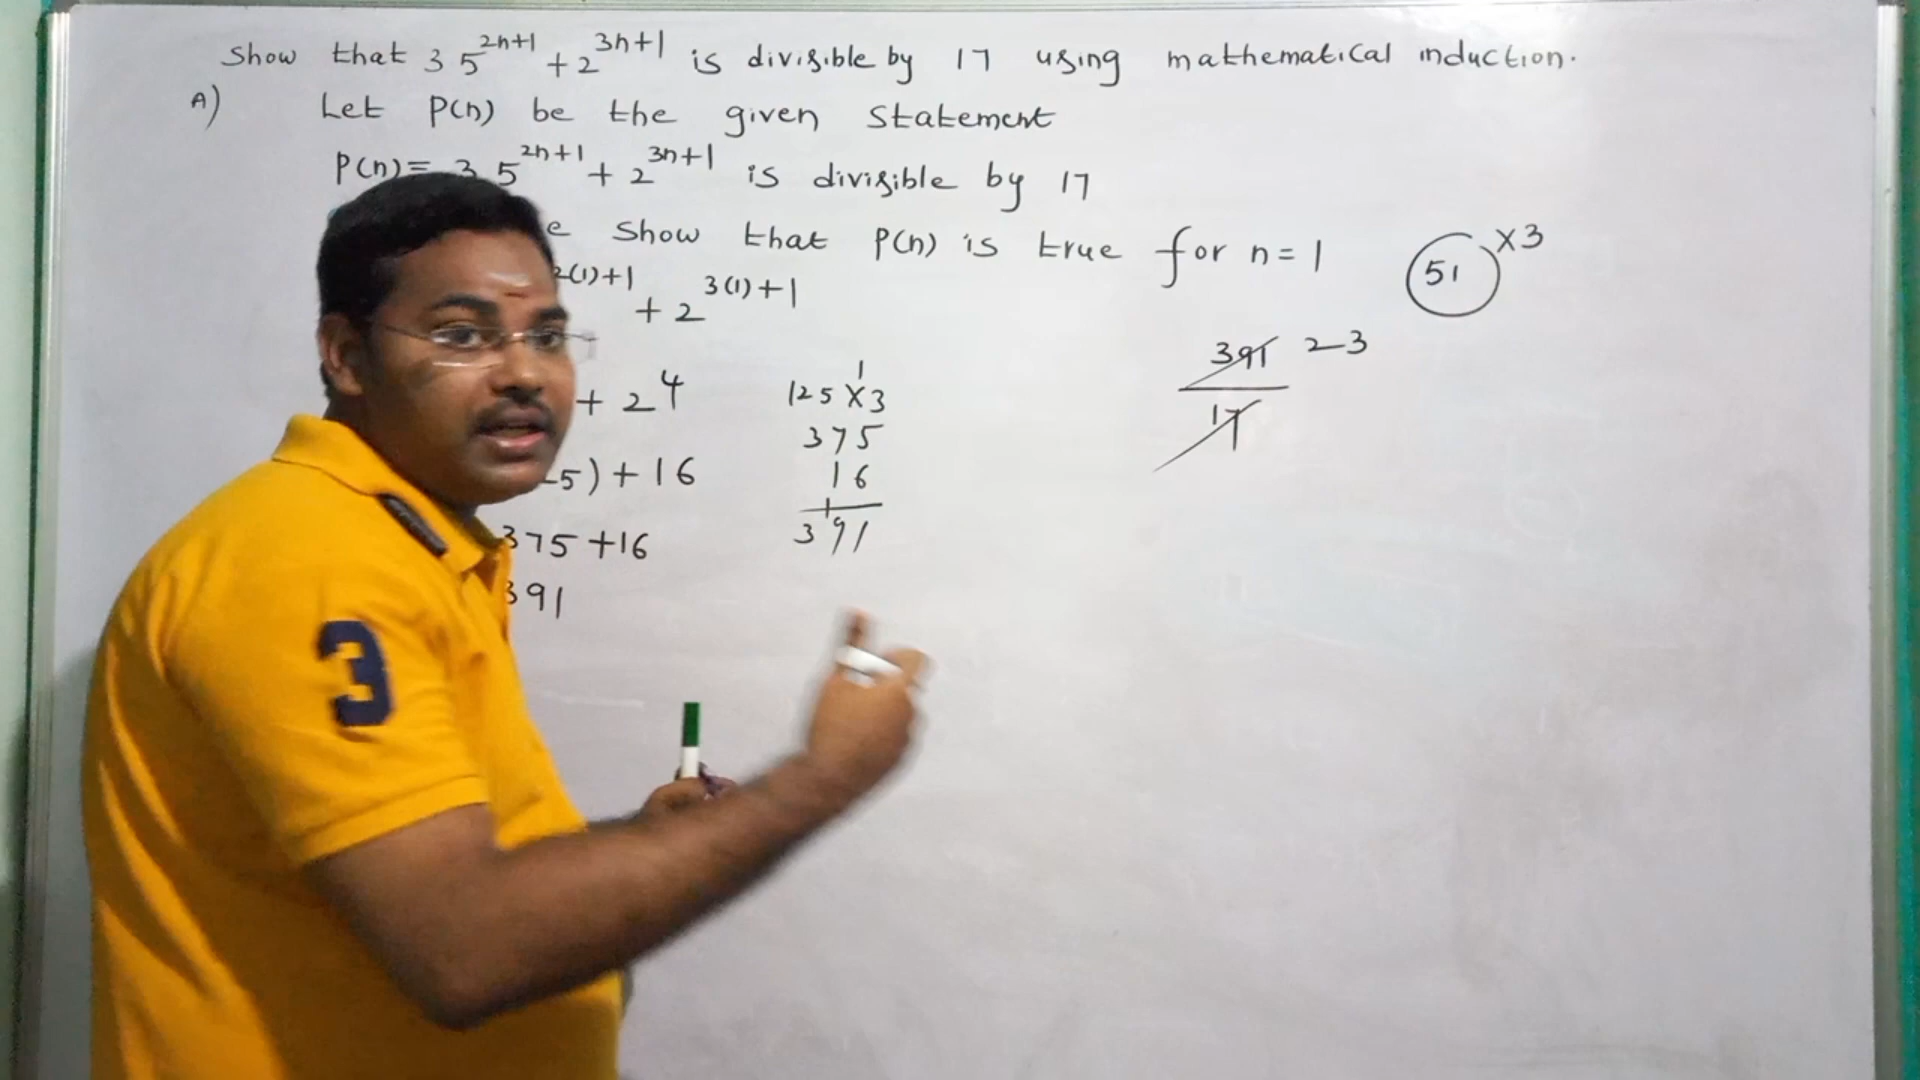 Show that 3 5^{2n+1} + 2^{3n+1} is divisible by 17 using mathematical induction.
A) Let P(n) be the given statement
P(n)= 3 5^{2n+1} + 2^{3n+1} is divisible by 17
e show that P(n) is true for n = 1
2(1)+1 + 2^{3(1)+1}
+ 2^4
5) + 16
375 + 16
391
1
125 X 3
375
16
+
391
391 2-3
17
51 x3
3